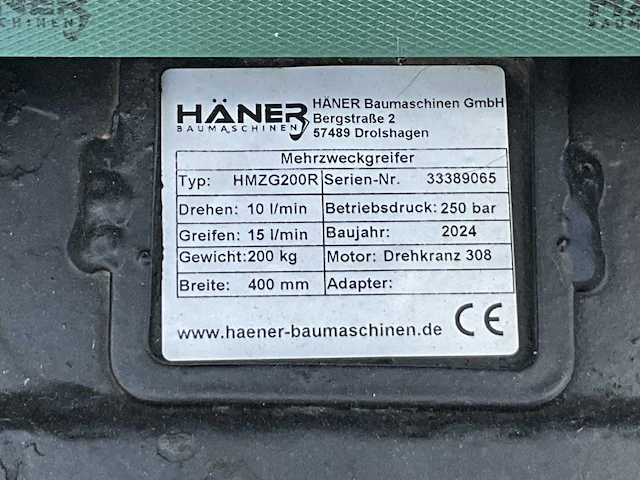 HÄNER
BAUMASCHINEN
HÄNER
BAUMASCHINEN
HÄNER Baumaschinen GmbH
Bergstraße 2
57489 Drolshagen
Mehrzweckgreifer
Typ: HMZG200R Serien-Nr. 33389065
Drehen: 10 l/min Betriebsdruck: 250 bar
Greifen: 15 l/min Baujahr: 2024
Gewicht: 200 kg Motor: Drehkranz 308
Breite: 400 mm Adapter:
www.haener-baumaschinen.de CE